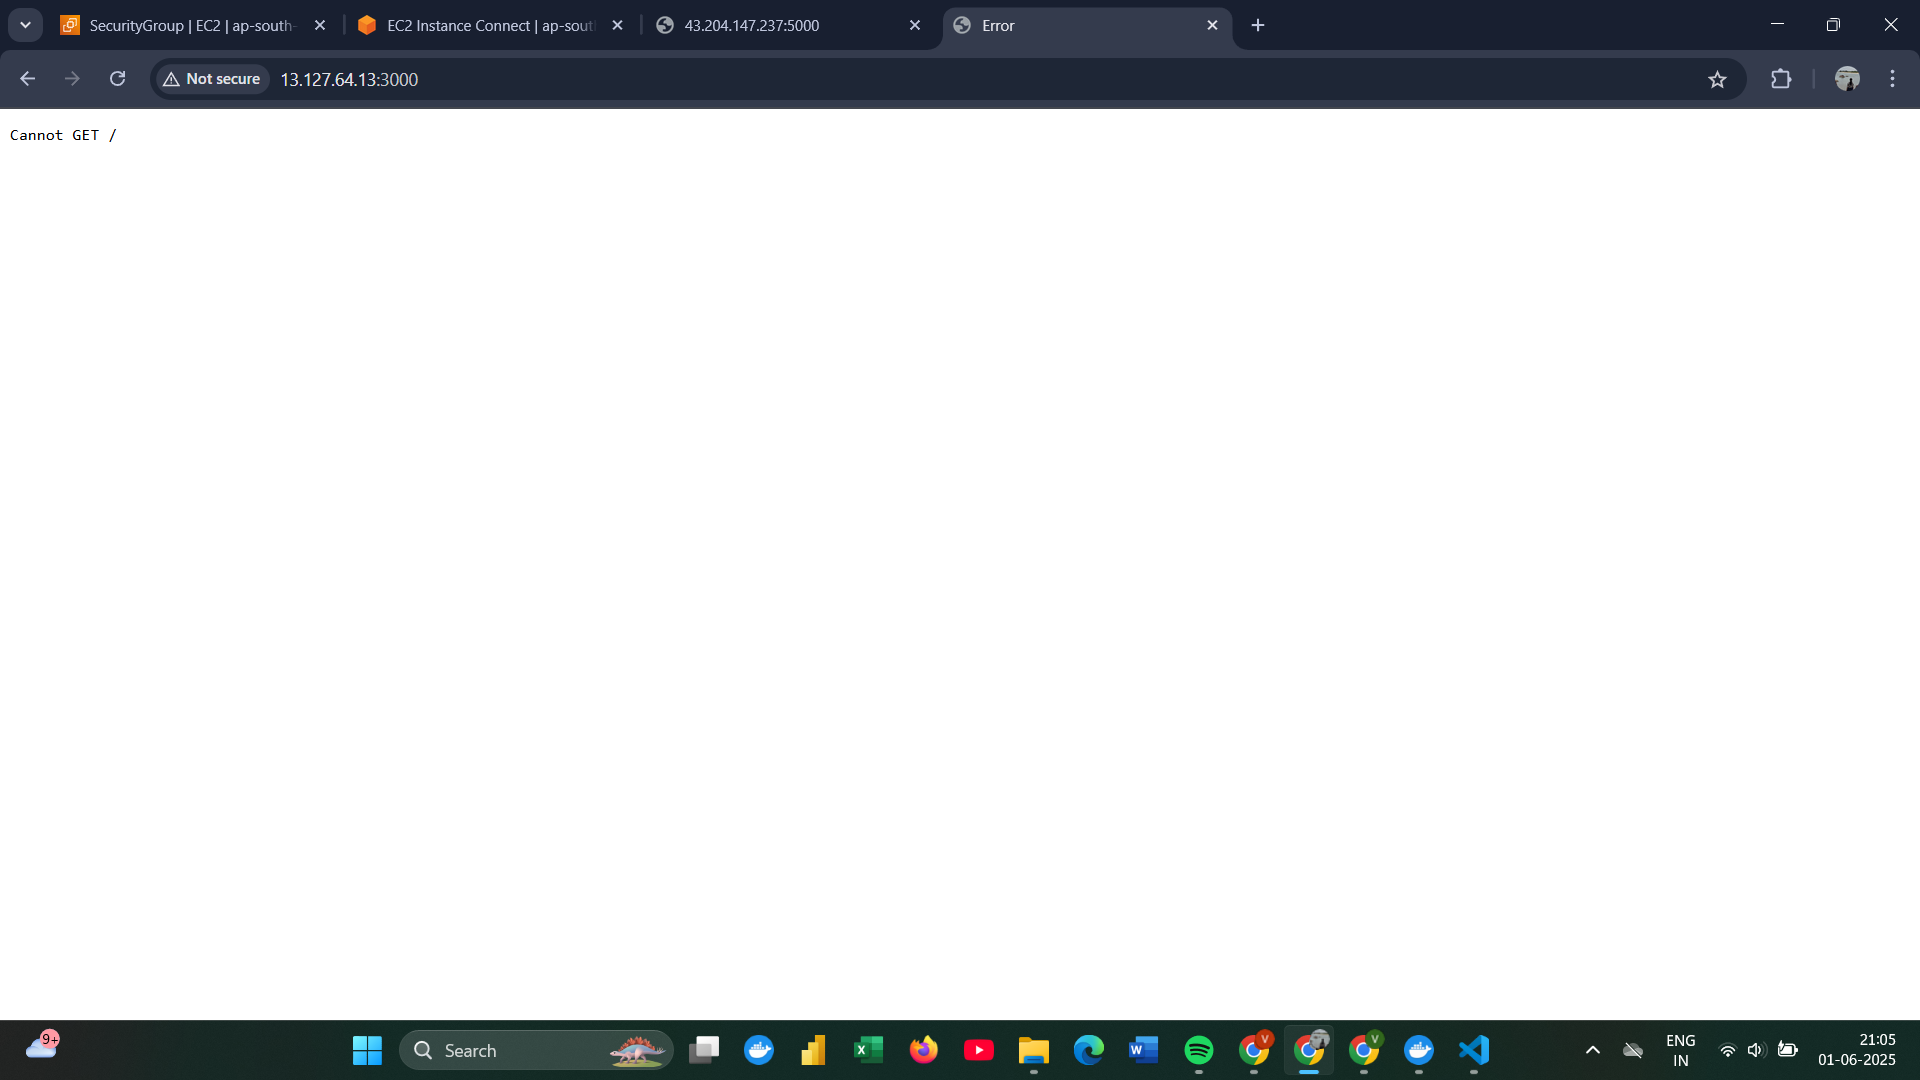 SecurityGroup | EC2 | ap-south-
EC2 Instance Connect | ap-sout
43.204.147.237:5000
Error
Not secure
13.127.64.13:3000
Cannot GET /
9+
Search
V
V
ENG
IN
21:05
01-06-2025